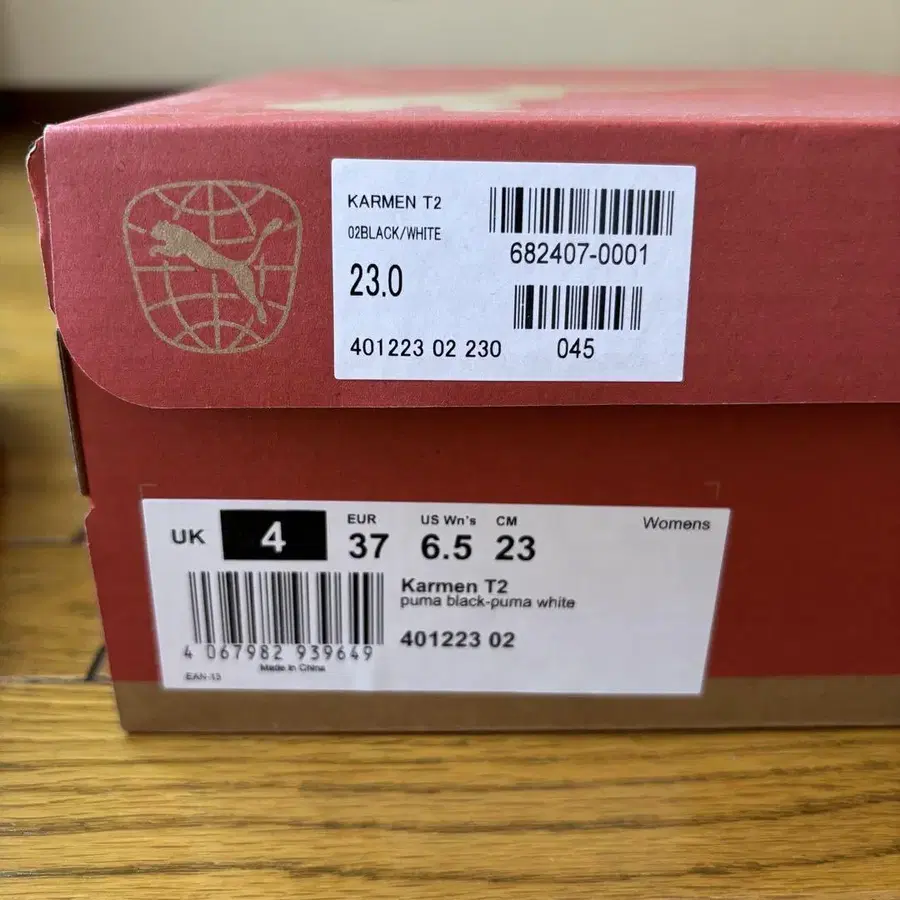 KARMEN T2
02BLACK/WHITE
682407-0001
23.0
401223 02 230
045
UK 4
EUR
37
US Wn's
6.5
CM
23
Womens
Karmen T2
puma black-puma white
401223 02
4 067982 939649
Made in China
EAN-13